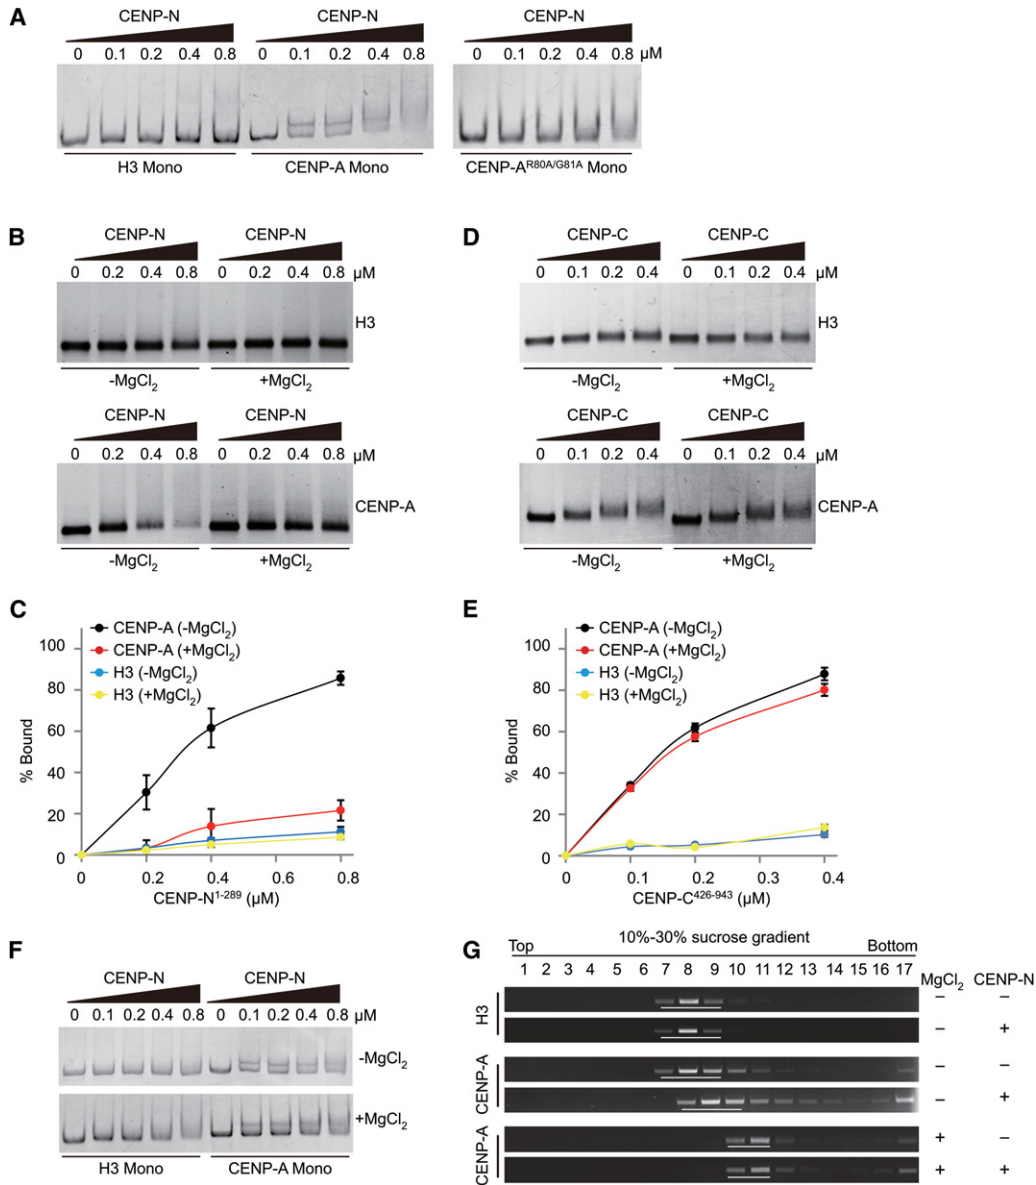 A
CENP-N CENP-N CENP-N
0 0.1 0.2 0.4 0.8 0 0.1 0.2 0.4 0.8 0 0.1 0.2 0.4 0.8 μM
H3 Mono CENP-A Mono CENP-A^R80A/G81A Mono
B
CENP-N CENP-N
0 0.2 0.4 0.8 0 0.2 0.4 0.8 μM
H3
-MgCl₂ +MgCl₂
CENP-N CENP-N
0 0.2 0.4 0.8 0 0.2 0.4 0.8 μM
CENP-A
-MgCl₂ +MgCl₂
D
CENP-C CENP-C
0 0.1 0.2 0.4 0 0.1 0.2 0.4 μM
H3
-MgCl₂ +MgCl₂
CENP-C CENP-C
0 0.1 0.2 0.4 0 0.1 0.2 0.4 μM
CENP-A
-MgCl₂ +MgCl₂
C
CENP-A (-MgCl₂)
CENP-A (+MgCl₂)
H3 (-MgCl₂)
H3 (+MgCl₂)
100
80
60
40
20
0
% Bound
0 0.2 0.4 0.6 0.8
CENP-N¹⁻²⁸⁹ (μM)
E
CENP-A (-MgCl₂)
CENP-A (+MgCl₂)
H3 (-MgCl₂)
H3 (+MgCl₂)
100
80
60
40
20
0
% Bound
0 0.1 0.2 0.3 0.4
CENP-C⁴²⁶⁻⁹⁴³ (μM)
F
CENP-N CENP-N
0 0.1 0.2 0.4 0.8 0 0.1 0.2 0.4 0.8 μM
-MgCl₂
+MgCl₂
H3 Mono CENP-A Mono
G
10%-30% sucrose gradient
Top Bottom
1 2 3 4 5 6 7 8 9 10 11 12 13 14 15 16 17 MgCl₂ CENP-N
H3
− −
− +
CENP-A
− −
− +
CENP-A
+ −
+ +